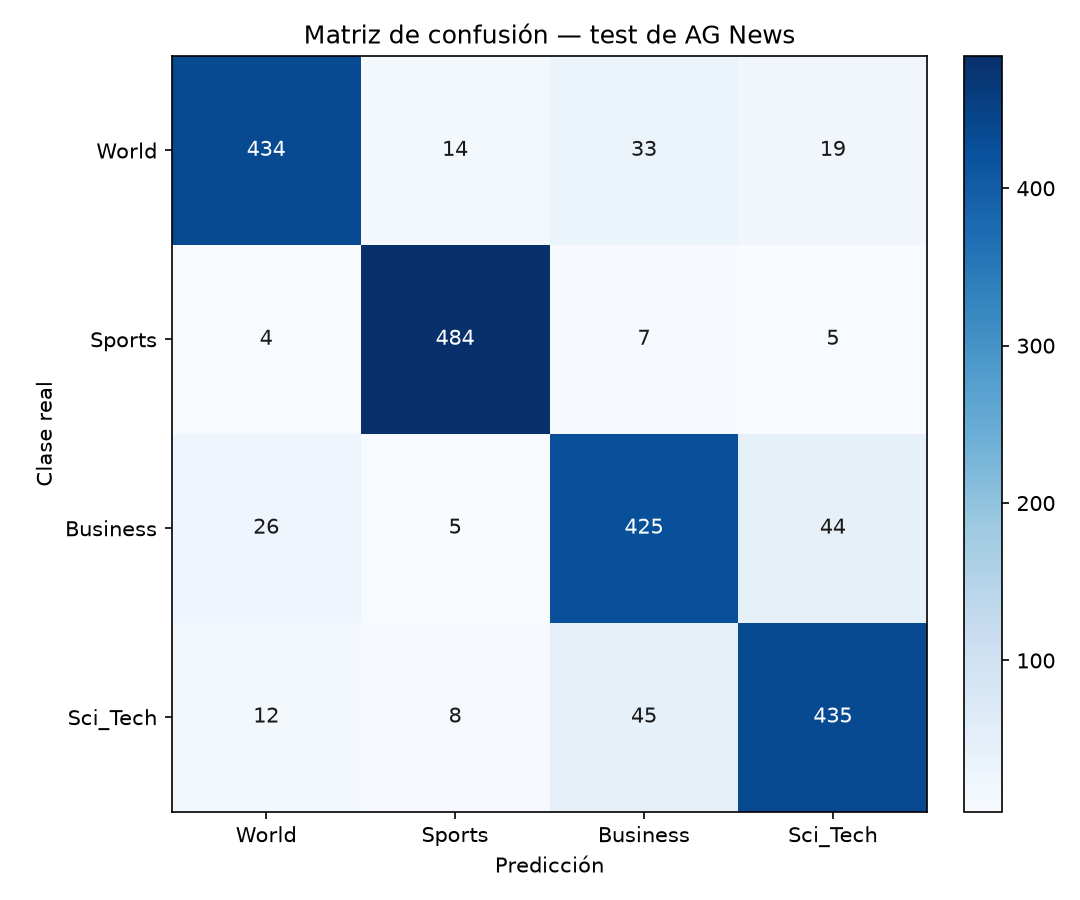 Matriz de confusión — test de AG News
World 434 14 33 19
Sports 4 484 7 5
Business 26 5 425 44
Sci_Tech 12 8 45 435
World Sports Business Sci_Tech
Predicción
Clase real
400
300
200
100